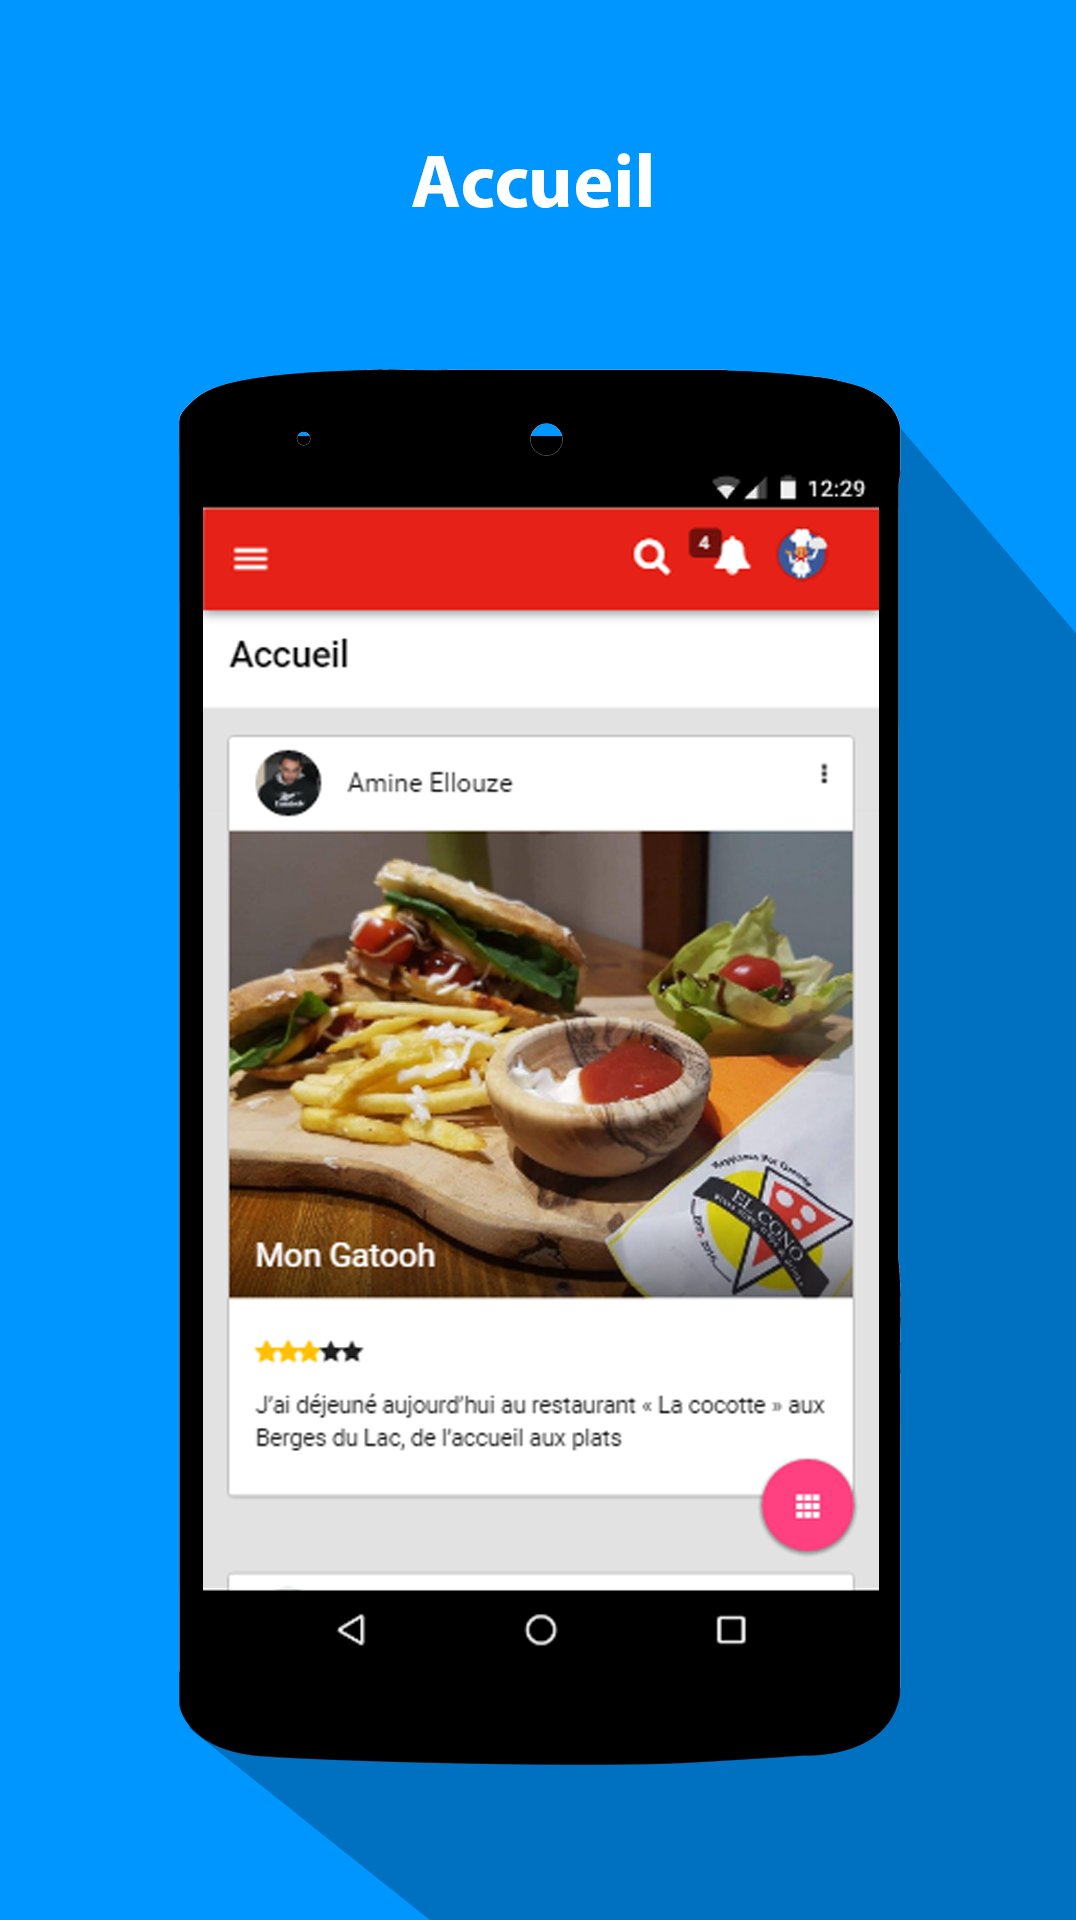 Accueil
12:29
4
Accueil
Amine Ellouze
EL CONO
Mon Gatooh
J'ai déjeuné aujourd'hui au restaurant « La cocotte » aux
Berges du Lac, de l'accueil aux plats